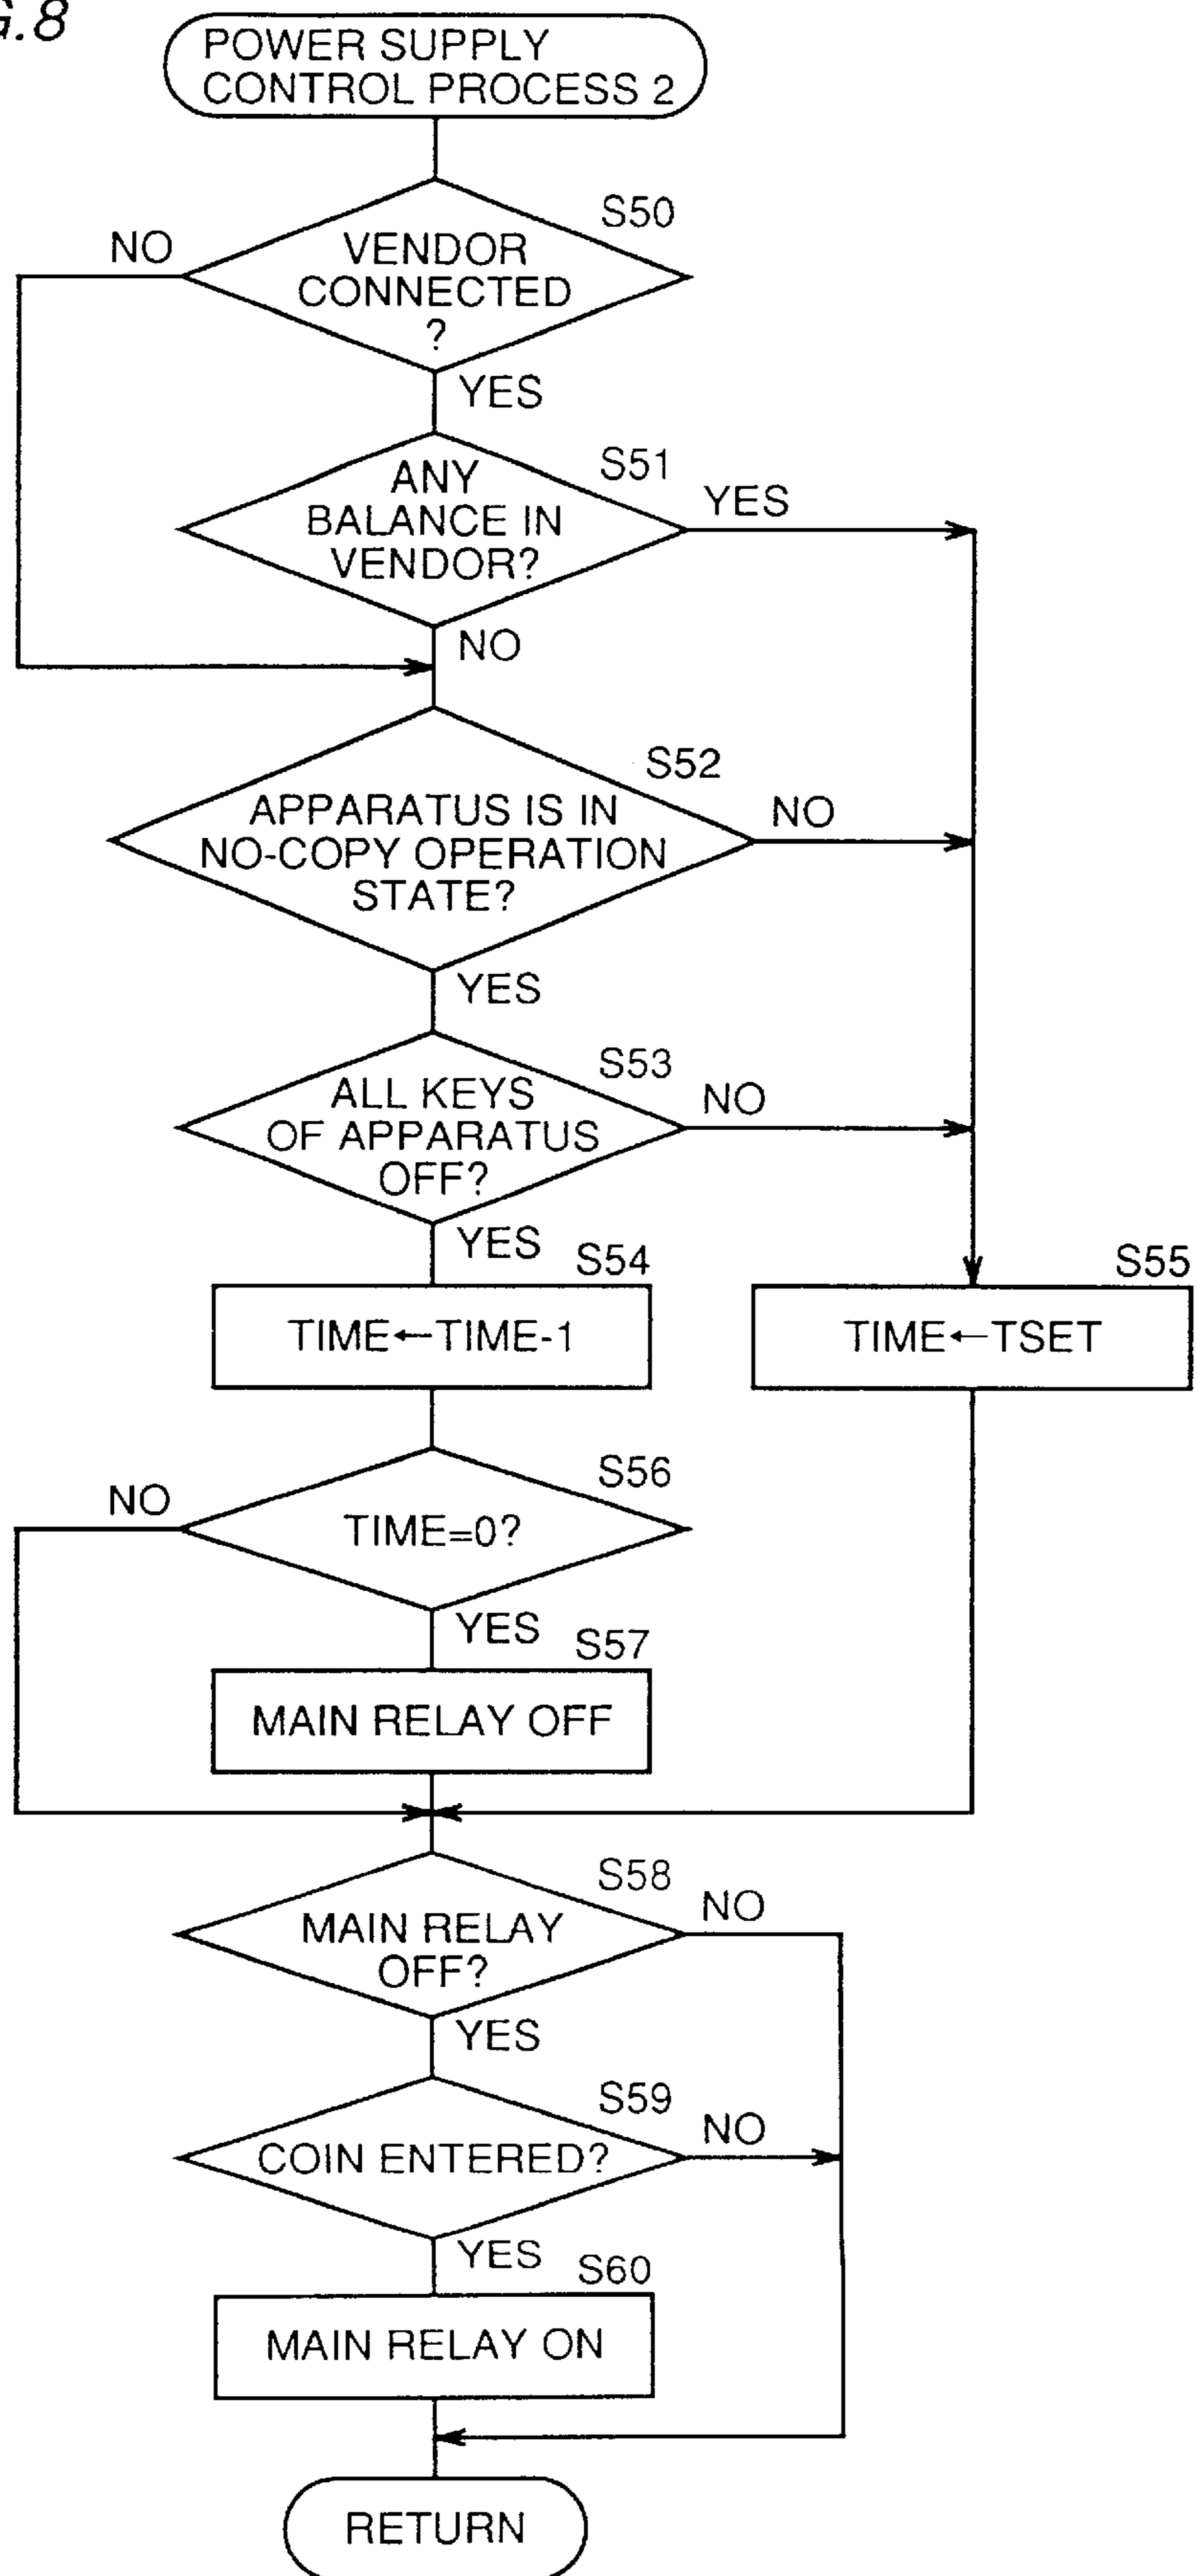 G.8
POWER SUPPLY
CONTROL PROCESS 2
S50
NO
VENDOR
CONNECTED
?
YES
S51
ANY
BALANCE IN
VENDOR?
YES
NO
S52
APPARATUS IS IN
NO-COPY OPERATION
STATE?
NO
YES
S53
ALL KEYS
OF APPARATUS
OFF?
NO
YES
S54
TIME←TIME-1
S55
TIME←TSET
S56
NO
TIME=0?
YES
S57
MAIN RELAY OFF
S58
MAIN RELAY
OFF?
NO
YES
S59
COIN ENTERED?
NO
YES
S60
MAIN RELAY ON
RETURN